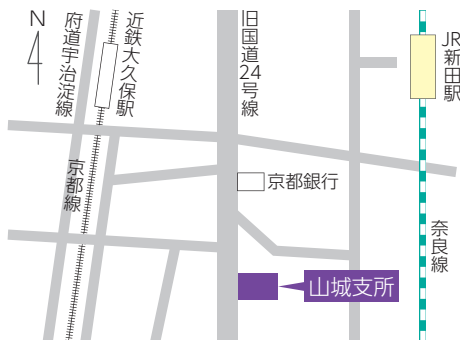 N
府道宇治淀線
近鉄大久保駅
旧国道24号線
JR新田駅
京都線
京都銀行
奈良線
山城支所